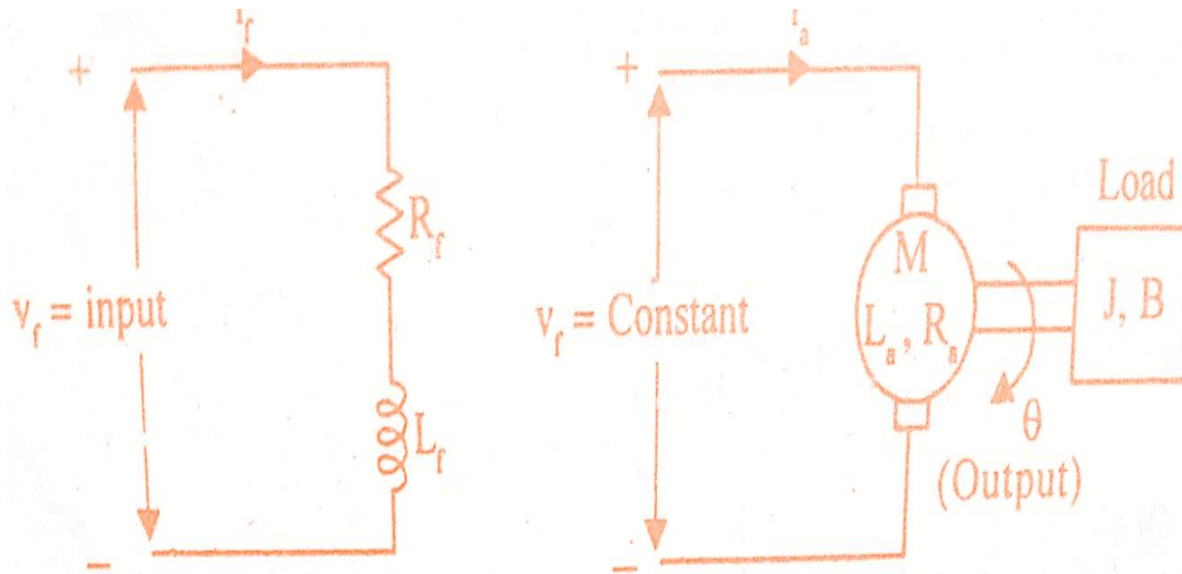 i_f
+
R_f
v_f = input
L_f
–
i_a
+
Load
M
v_f = Constant
L_a, R_a
J, B
θ
(Output)
–